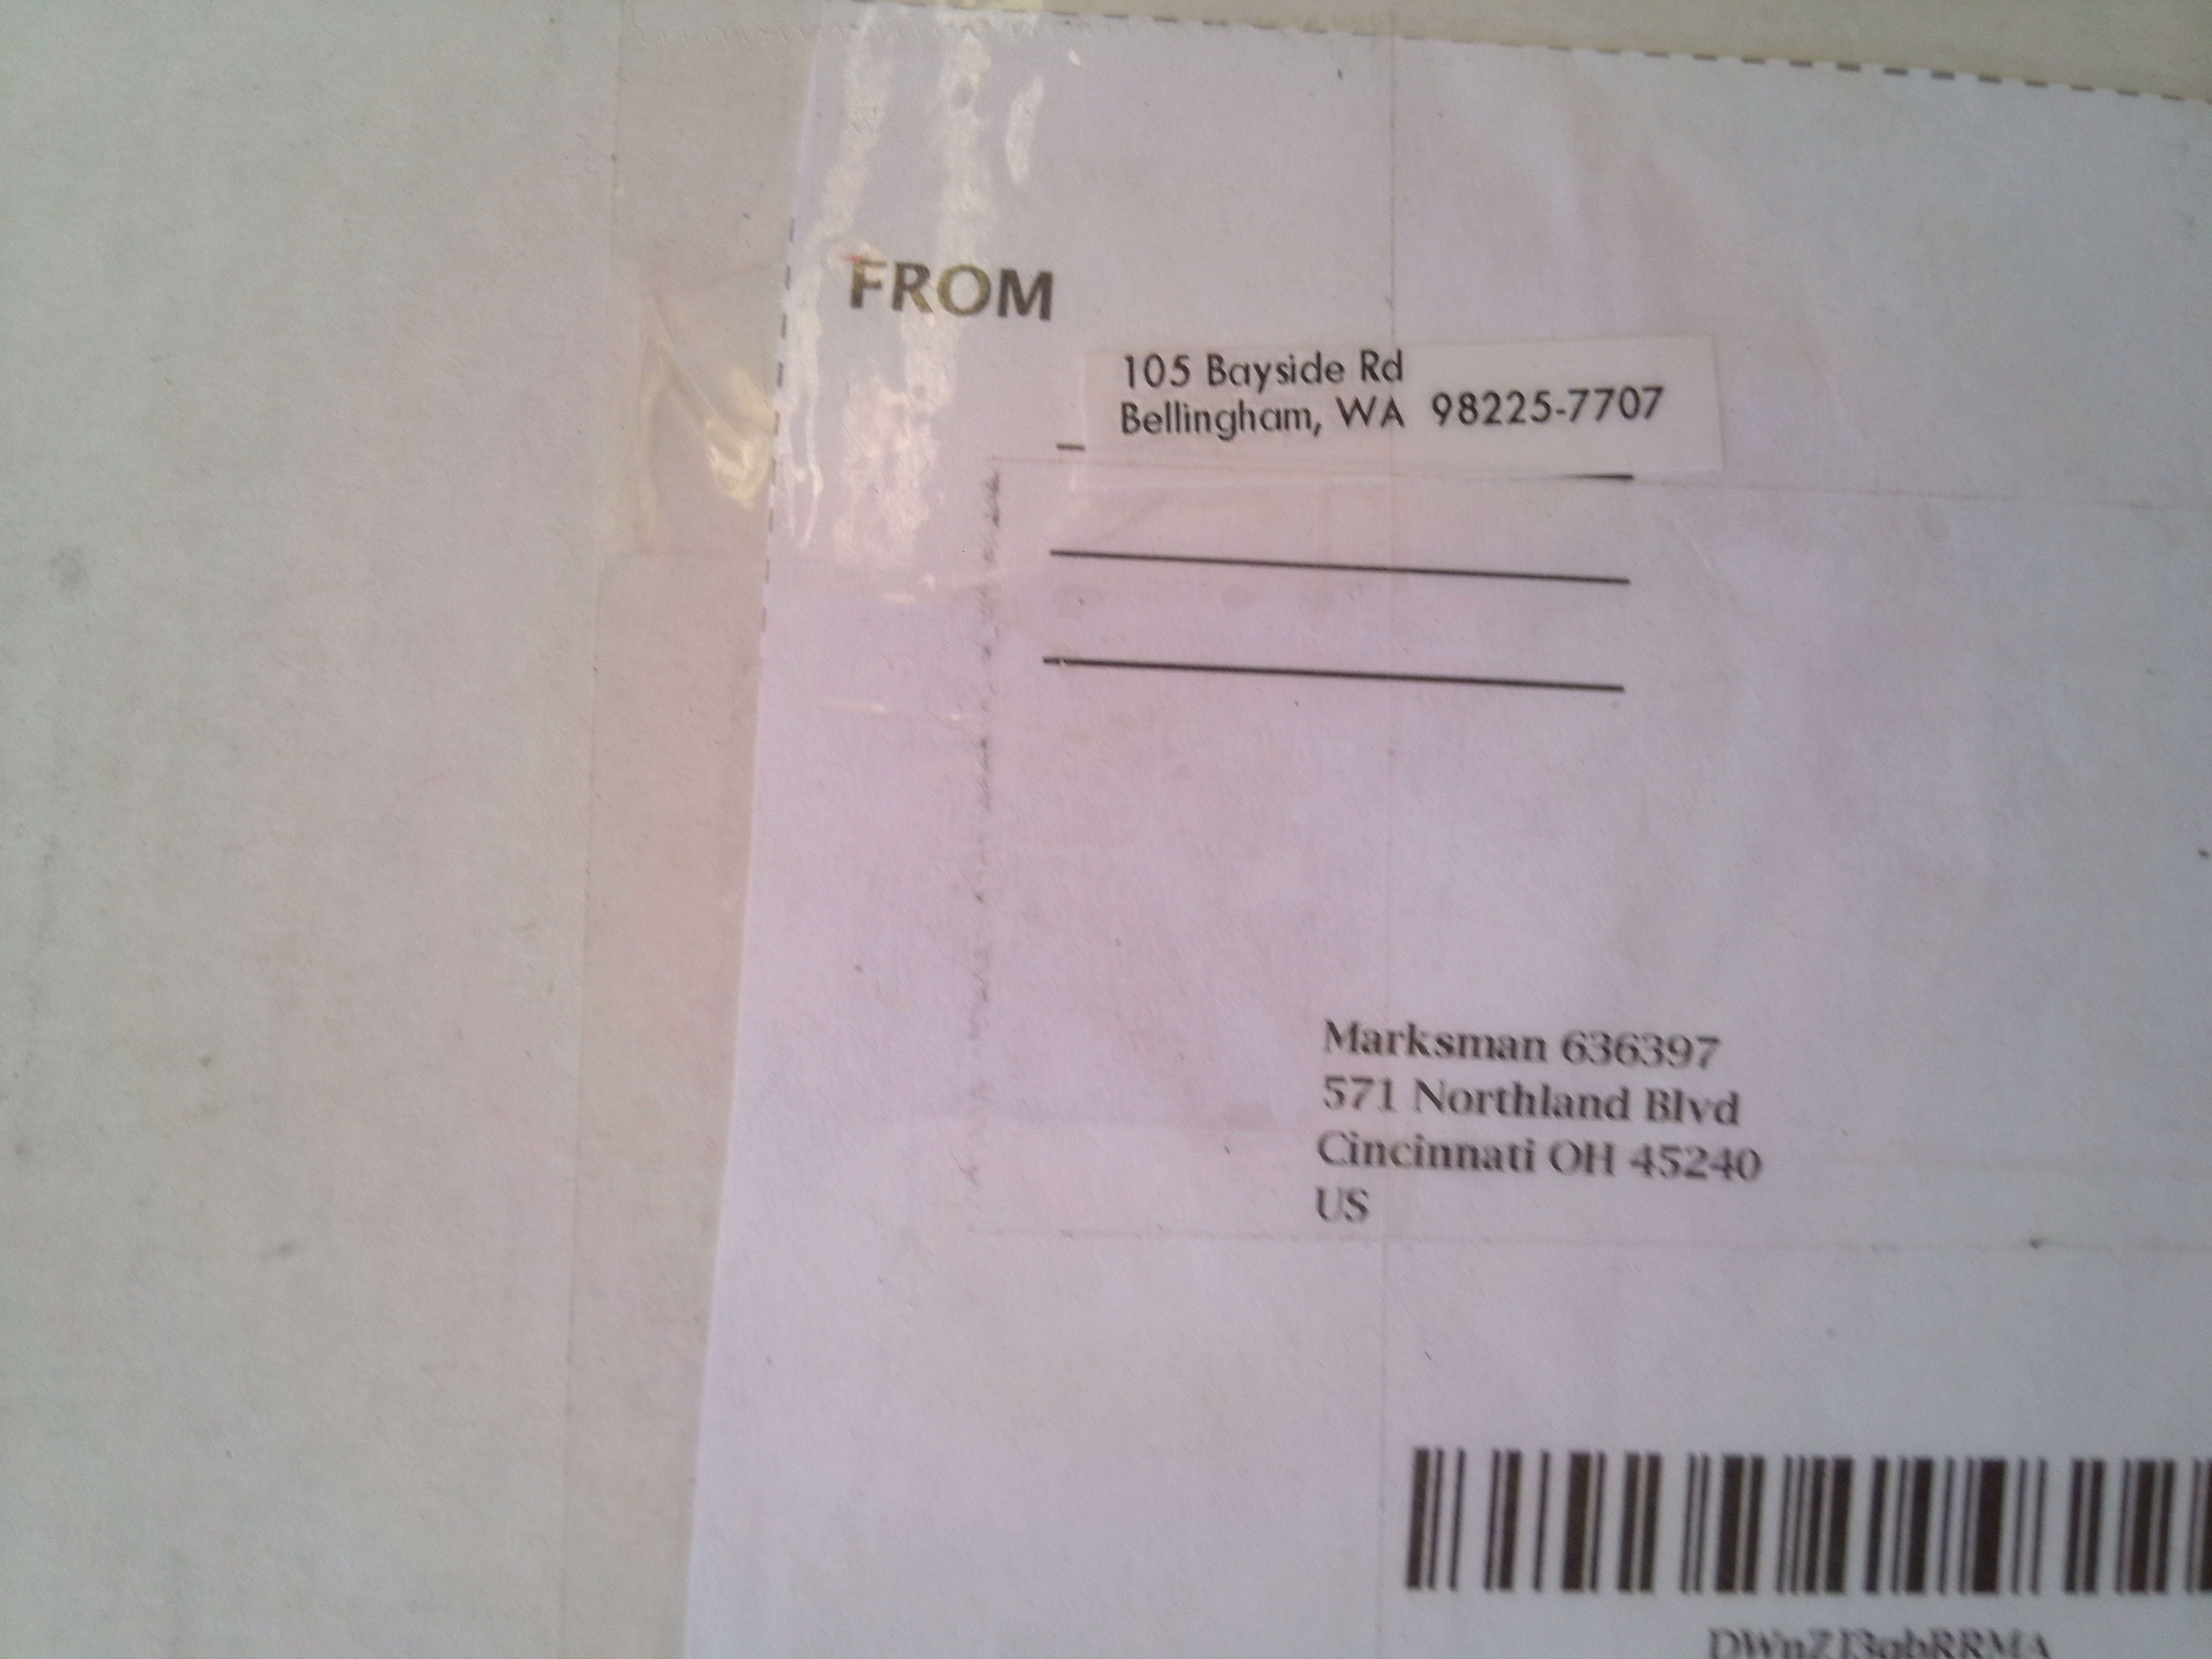 FROM
105 Bayside Rd
Bellingham, WA 98225-7707
Marksman 636397
571 Northland Blvd
Cincinnati OH 45240
US